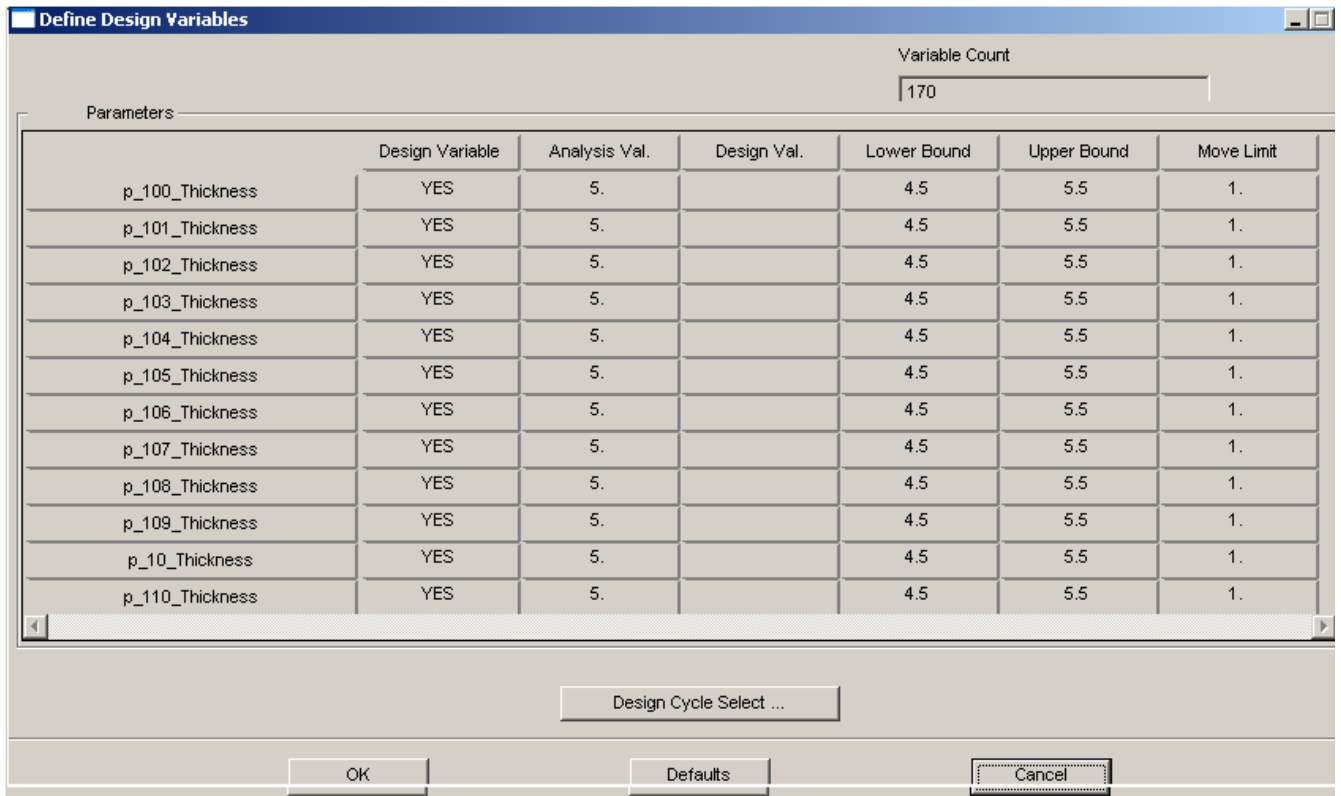 Define Design Variables
Variable Count
170
Parameters
Design Variable Analysis Val. Design Val. Lower Bound Upper Bound Move Limit
p_100_Thickness YES 5. 4.5 5.5 1.
p_101_Thickness YES 5. 4.5 5.5 1.
p_102_Thickness YES 5. 4.5 5.5 1.
p_103_Thickness YES 5. 4.5 5.5 1.
p_104_Thickness YES 5. 4.5 5.5 1.
p_105_Thickness YES 5. 4.5 5.5 1.
p_106_Thickness YES 5. 4.5 5.5 1.
p_107_Thickness YES 5. 4.5 5.5 1.
p_108_Thickness YES 5. 4.5 5.5 1.
p_109_Thickness YES 5. 4.5 5.5 1.
p_10_Thickness YES 5. 4.5 5.5 1.
p_110_Thickness YES 5. 4.5 5.5 1.
Design Cycle Select ...
OK Defaults Cancel